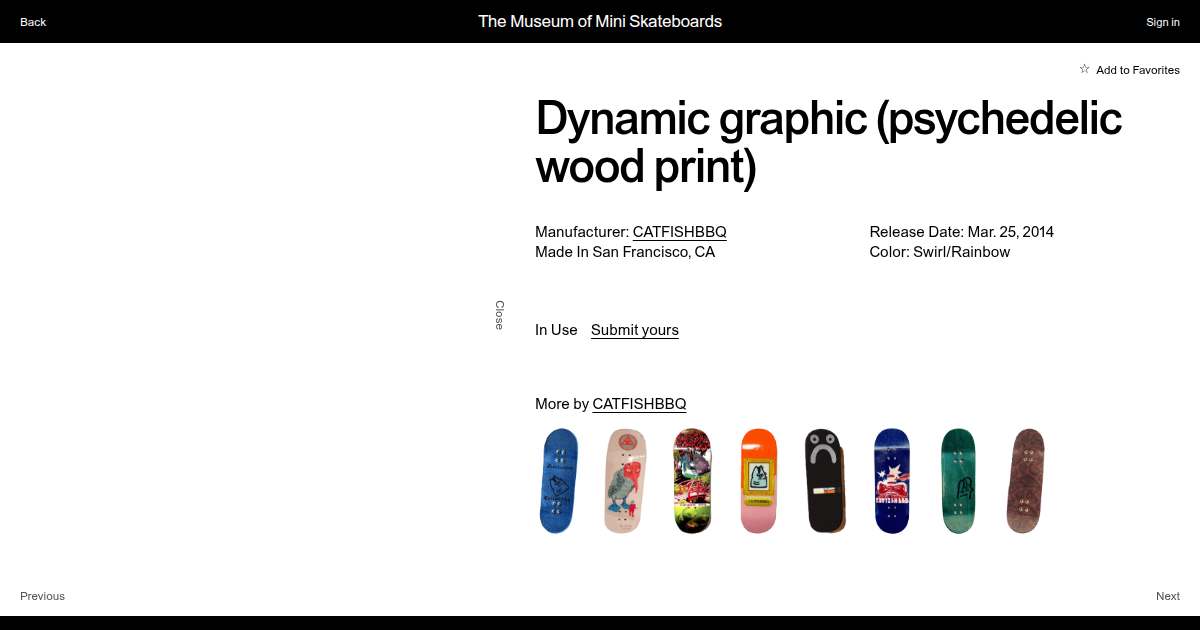 Back
The Museum of Mini Skateboards
Sign in
☆ Add to Favorites
Dynamic graphic (psychedelic
wood print)
Manufacturer: CATFISHBBQ
Release Date: Mar. 25, 2014
Made In San Francisco, CA
Color: Swirl/Rainbow
Close
In Use Submit yours
More by CATFISHBBQ
Previous
Next